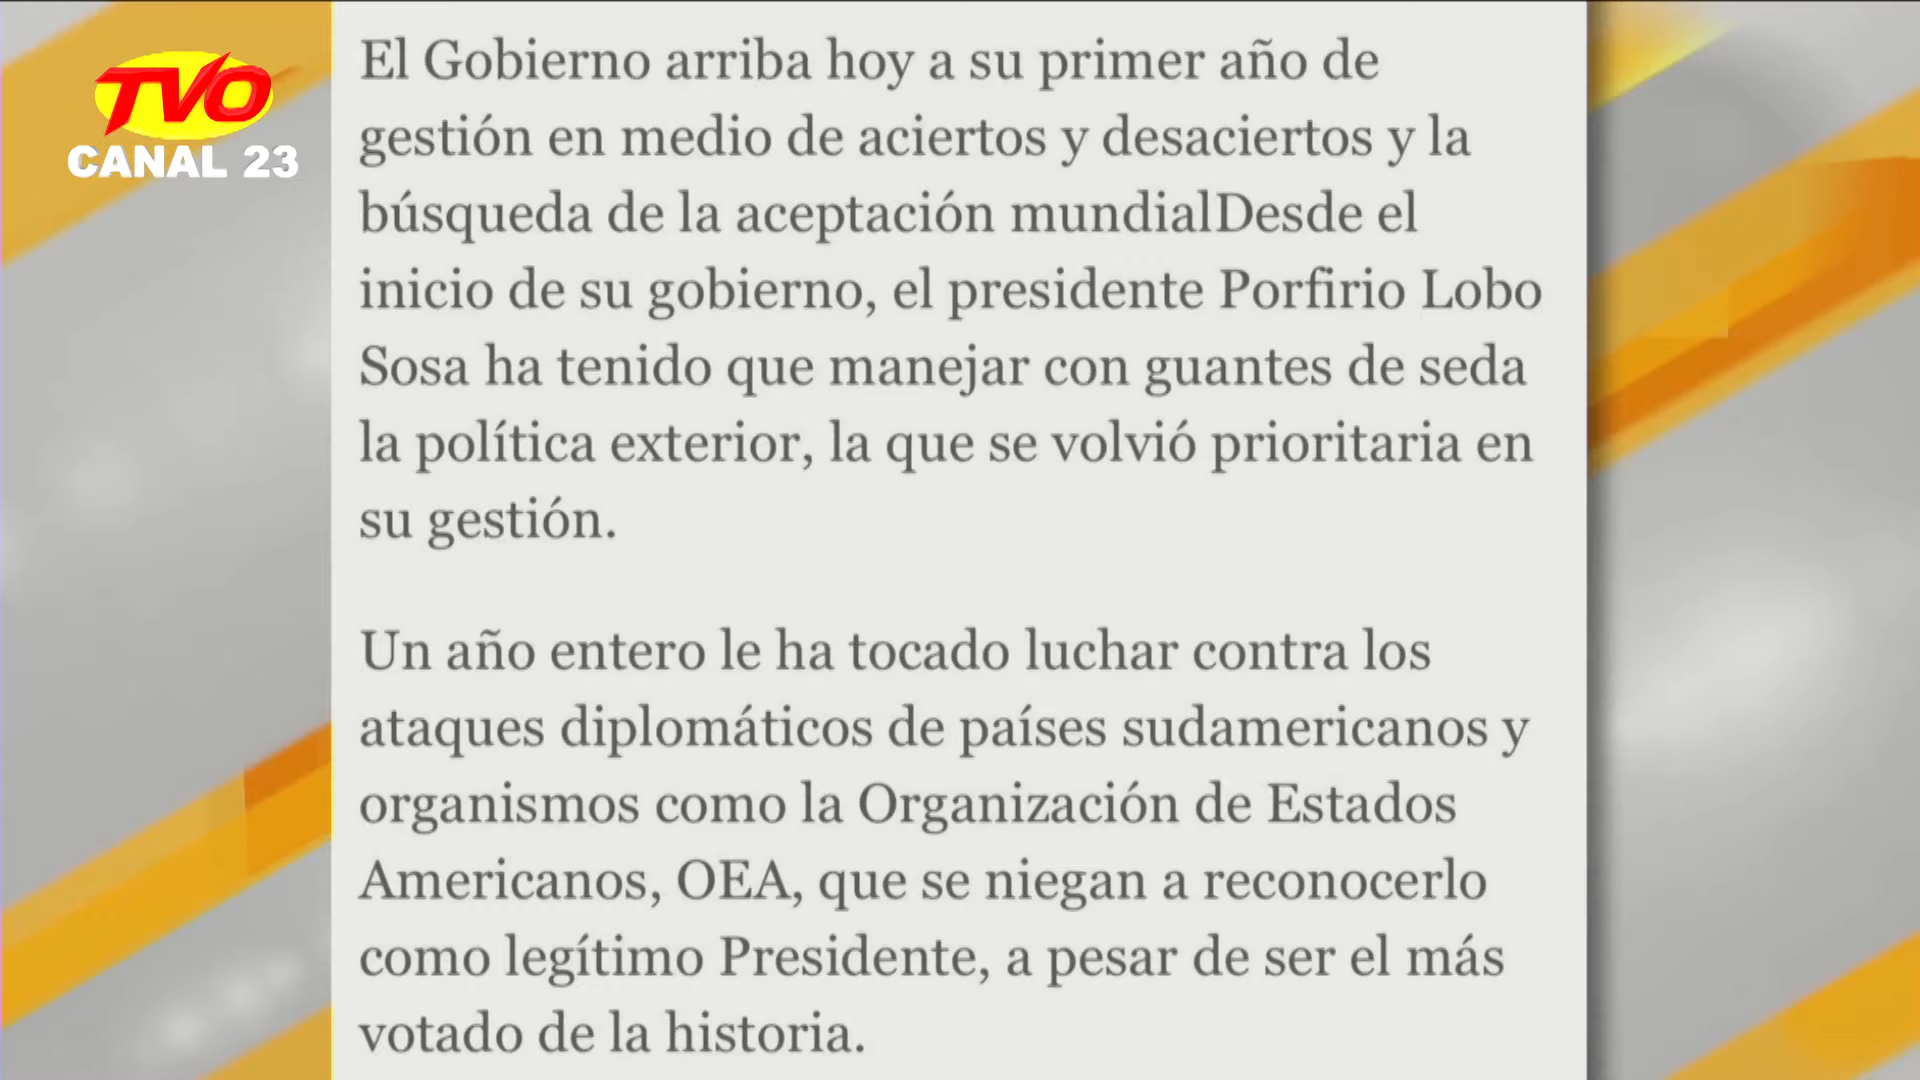 TVO
CANAL 23
El Gobierno arriba hoy a su primer año de
gestión en medio de aciertos y desaciertos y la
búsqueda de la aceptación mundialDesde el
inicio de su gobierno, el presidente Porfirio Lobo
Sosa ha tenido que manejar con guantes de seda
la política exterior, la que se volvió prioritaria en
su gestión.
Un año entero le ha tocado luchar contra los
ataques diplomáticos de países sudamericanos y
organismos como la Organización de Estados
Americanos, OEA, que se niegan a reconocerlo
como legítimo Presidente, a pesar de ser el más
votado de la historia.